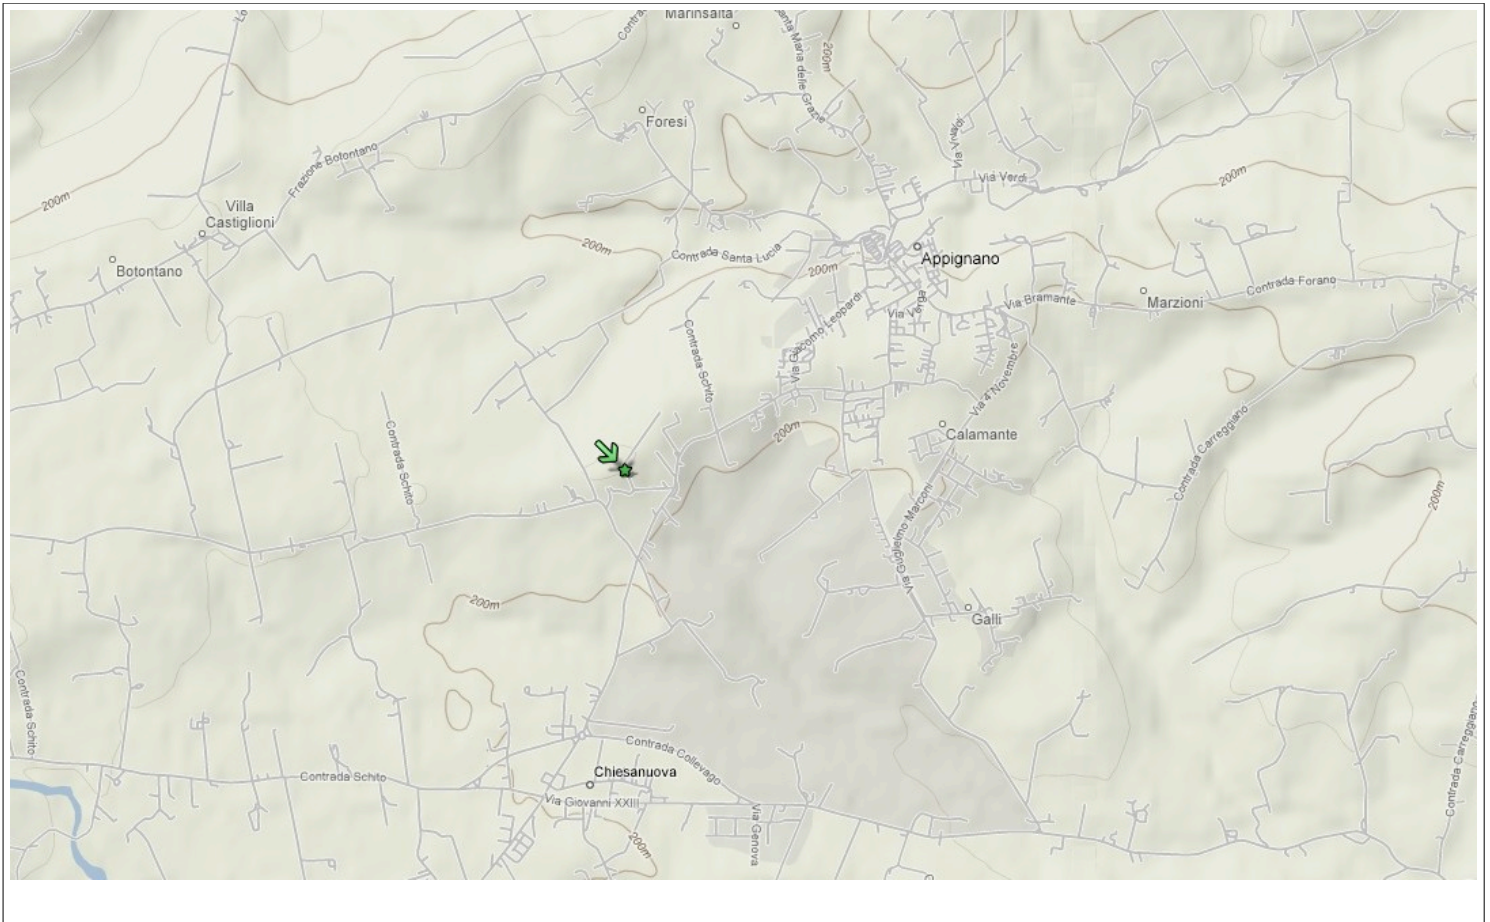 Marinsalta
Contra
Santa Maria delle Grazie
200m
Foresi
Via Verdi
Via Verdi
200m
Frazione Botontano
200m
Villa
Castiglioni
Botontano
200m
Contrada Santa Lucia
200m
Appignano
Contrada Forano
Marzioni
Via Bramante
Via Verga
Via Giacomo Leopardi
Contrada Schito
Via 4 Novembre
Contrada Carreggiano
200m
Calamante
Contrada Schito
200m
Via Guglielmo Marconi
200m
Galli
Contrada Schito
Contrada Carreggiano
Contrada Collevago
Chiesanuova
Contrada Schito
Via Giovanni XXIII
Via Genova
200m